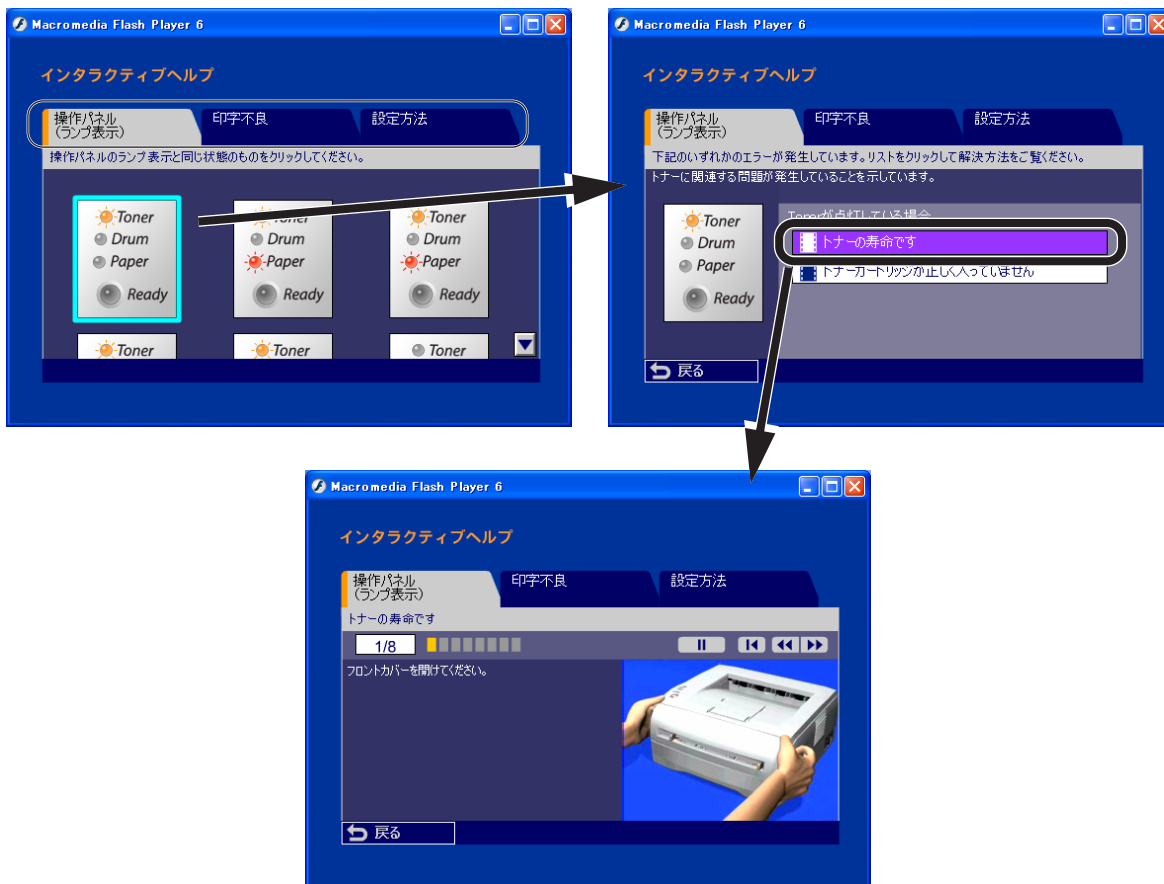 Macromedia Flash Player 6
インタラクティブヘルプ
操作パネル
(ランプ表示)
印字不良
設定方法
操作パネルのランプ表示と同じ状態のものをクリックしてください。
Toner
Drum
Paper
Ready
Toner
Drum
Paper
Ready
Toner
Drum
Paper
Ready
Toner
Toner
Toner
Macromedia Flash Player 6
インタラクティブヘルプ
操作パネル
(ランプ表示)
印字不良
設定方法
下記のいずれかのエラーが発生しています。リストをクリックして解決方法をご覧ください。
トナーに関連する問題が発生していることを示しています。
Toner
Drum
Paper
Ready
Tonerが点灯している場合
トナーの寿命です
トナーカートリッジが正しく入っていません
戻る
Macromedia Flash Player 6
インタラクティブヘルプ
操作パネル
(ランプ表示)
印字不良
設定方法
トナーの寿命です
1/8
フロントカバーを開けてください。
戻る